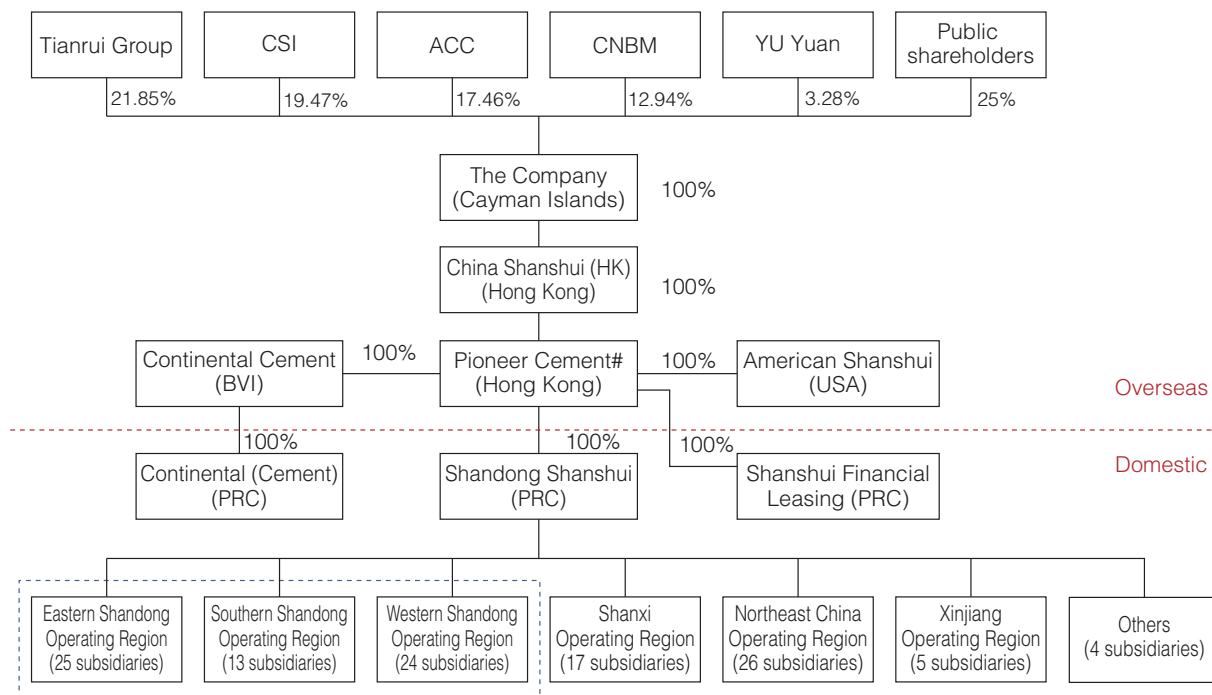 Tianrui Group
CSI
ACC
CNBM
YU Yuan
Public
shareholders
21.85%
19.47%
17.46%
12.94%
3.28%
25%
The Company
(Cayman Islands)
100%
China Shanshui (HK)
(Hong Kong)
100%
Continental Cement
(BVI)
100%
Pioneer Cement#
(Hong Kong)
100%
American Shanshui
(USA)
Overseas
100%
100%
100%
Continental (Cement)
(PRC)
Shandong Shanshui
(PRC)
Shanshui Financial
Leasing (PRC)
Domestic
Eastern Shandong
Operating Region
(25 subsidiaries)
Southern Shandong
Operating Region
(13 subsidiaries)
Western Shandong
Operating Region
(24 subsidiaries)
Shanxi
Operating Region
(17 subsidiaries)
Northeast China
Operating Region
(26 subsidiaries)
Xinjiang
Operating Region
(5 subsidiaries)
Others
(4 subsidiaries)